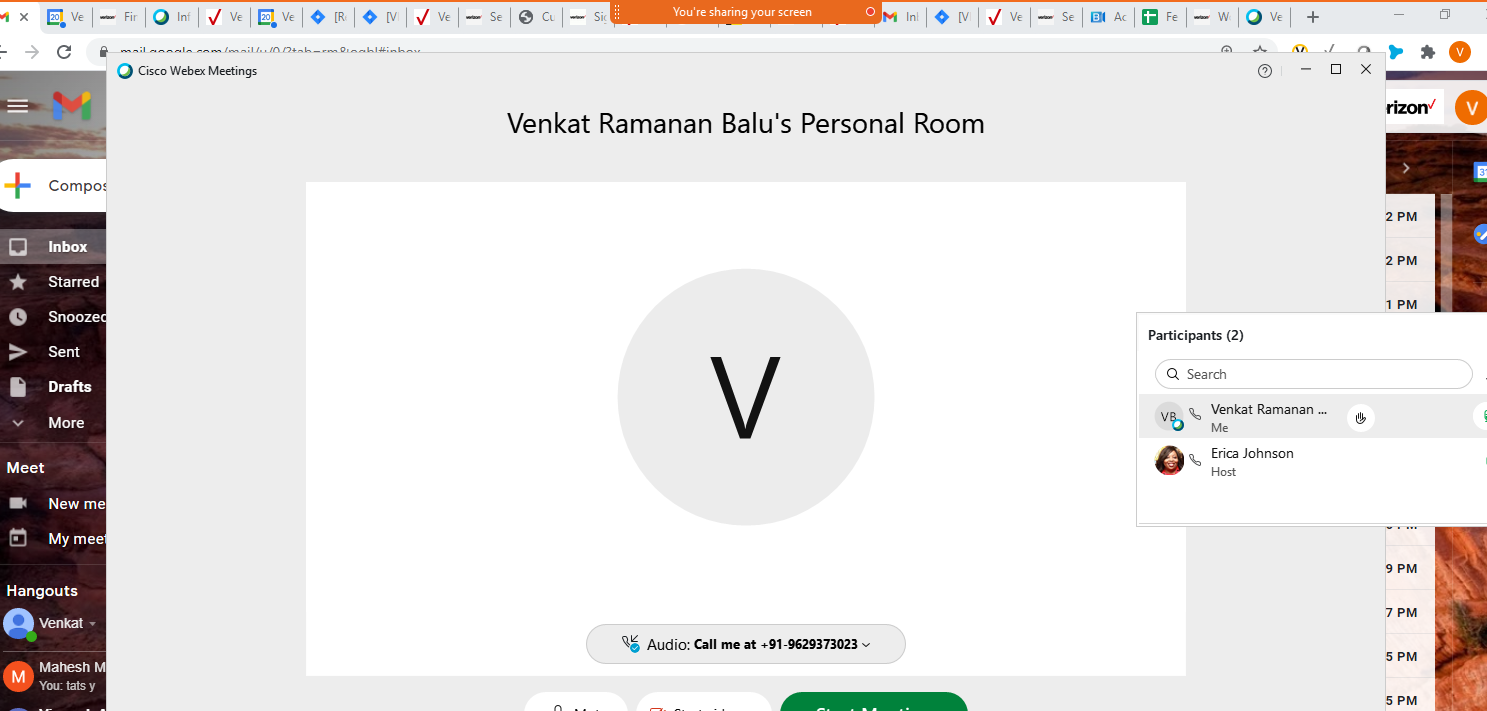 You're sharing your screen
Ve
Fir
Inf
Ve
Ve
[R
[V
Ve
Se
Cu
Sig
Inl
[V
Ve
Se
Ac
Fe
W
Ve
mail.google.com/mail/u/0/?tab=rm&ogbl#inbox
V
Cisco Webex Meetings
Venkat Ramanan Balu's Personal Room
rizon
V
Compos
Inbox
Starred
Snoozed
Sent
Drafts
More
Meet
New me
My meet
Hangouts
Venkat
M
Mahesh M
You: tats y
V
2 PM
2 PM
1 PM
Participants (2)
Search
VB
Venkat Ramanan ...
Me
Erica Johnson
Host
9 PM
7 PM
5 PM
5 PM
Audio: Call me at +91-9629373023